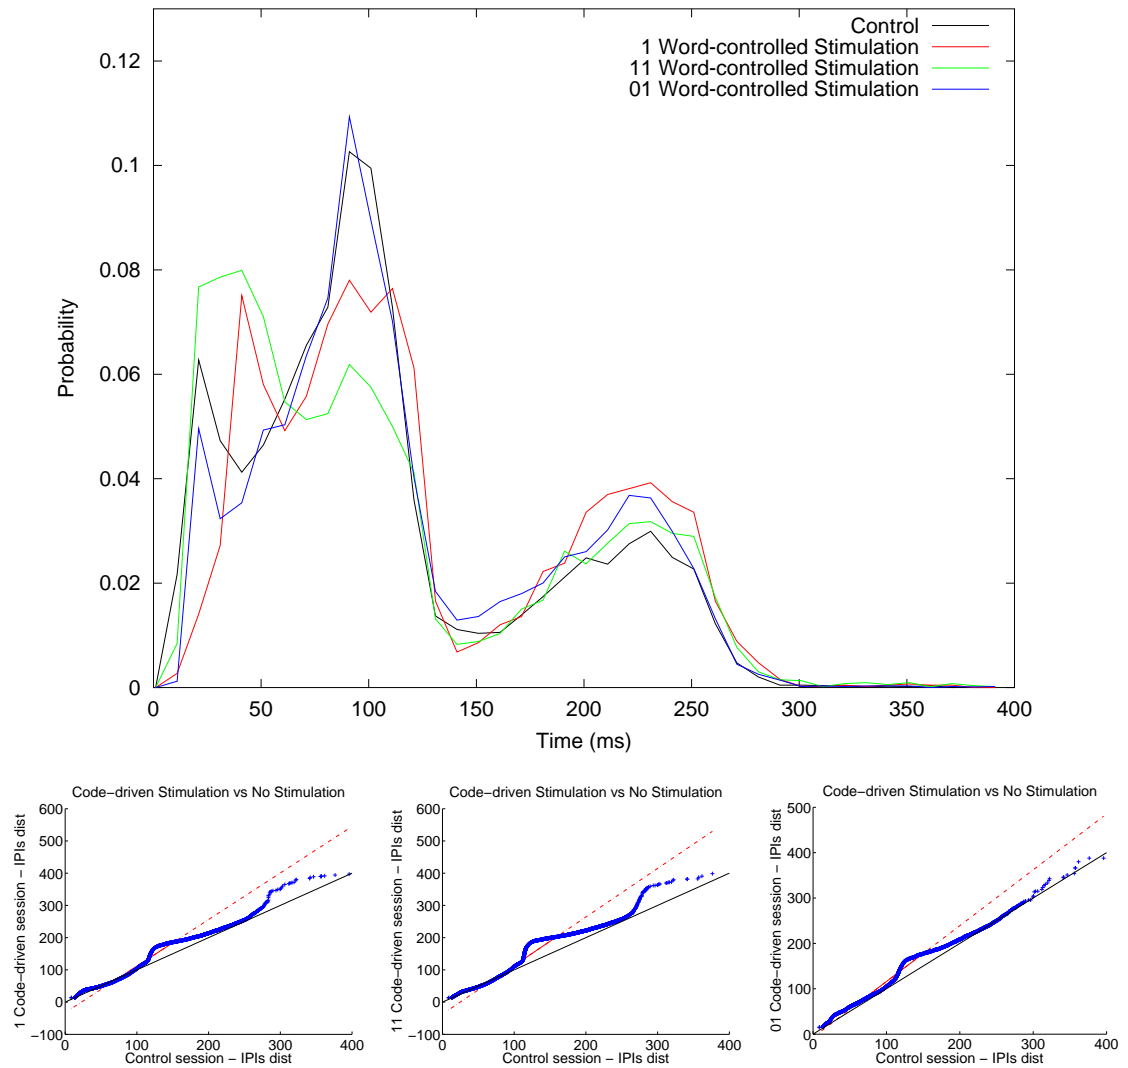 Control
1 Word-controlled Stimulation
11 Word-controlled Stimulation
01 Word-controlled Stimulation
0.12
0.1
0.08
0.06
0.04
0.02
0
Probability
0 50 100 150 200 250 300 350 400
Time (ms)
Code-driven Stimulation vs No Stimulation
600
500
400
300
200
100
0
−100
1 Code-driven session - IPIs dist
0 100 200 300 400
Control session - IPIs dist
Code-driven Stimulation vs No Stimulation
600
500
400
300
200
100
0
−100
11 Code-driven session - IPIs dist
0 100 200 300 400
Control session - IPIs dist
Code-driven Stimulation vs No Stimulation
500
400
300
200
100
0
01 Code-driven session - IPIs dist
0 100 200 300 400
Control session - IPIs dist